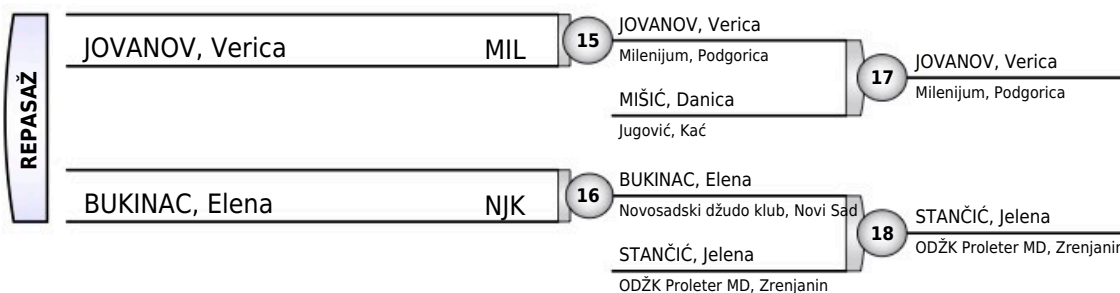 REPASAŽ
JOVANOV, Verica MIL
15
JOVANOV, Verica
Milenijum, Podgorica
MIŠIĆ, Danica
Jugović, Kać
17
JOVANOV, Verica
Milenijum, Podgorica
BUKINAC, Elena NJK
16
BUKINAC, Elena
Novosadski džudo klub, Novi Sad
STANČIĆ, Jelena
ODŽK Proleter MD, Zrenjanin
18
STANČIĆ, Jelena
ODŽK Proleter MD, Zrenjanin